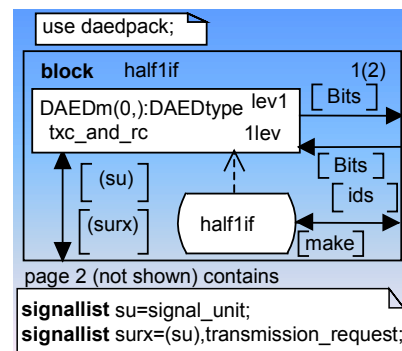 use daedpack;
block half1if 1(2)
DAEDm(0,):DAEDtype lev1
txc_and_rc 1lev
[Bits]
[Bits]
[(su)]
[ids]
[(surx)]
half1if
[make]
page 2 (not shown) contains
signallist su=signal_unit;
signallist surx=(su),transmission_request;